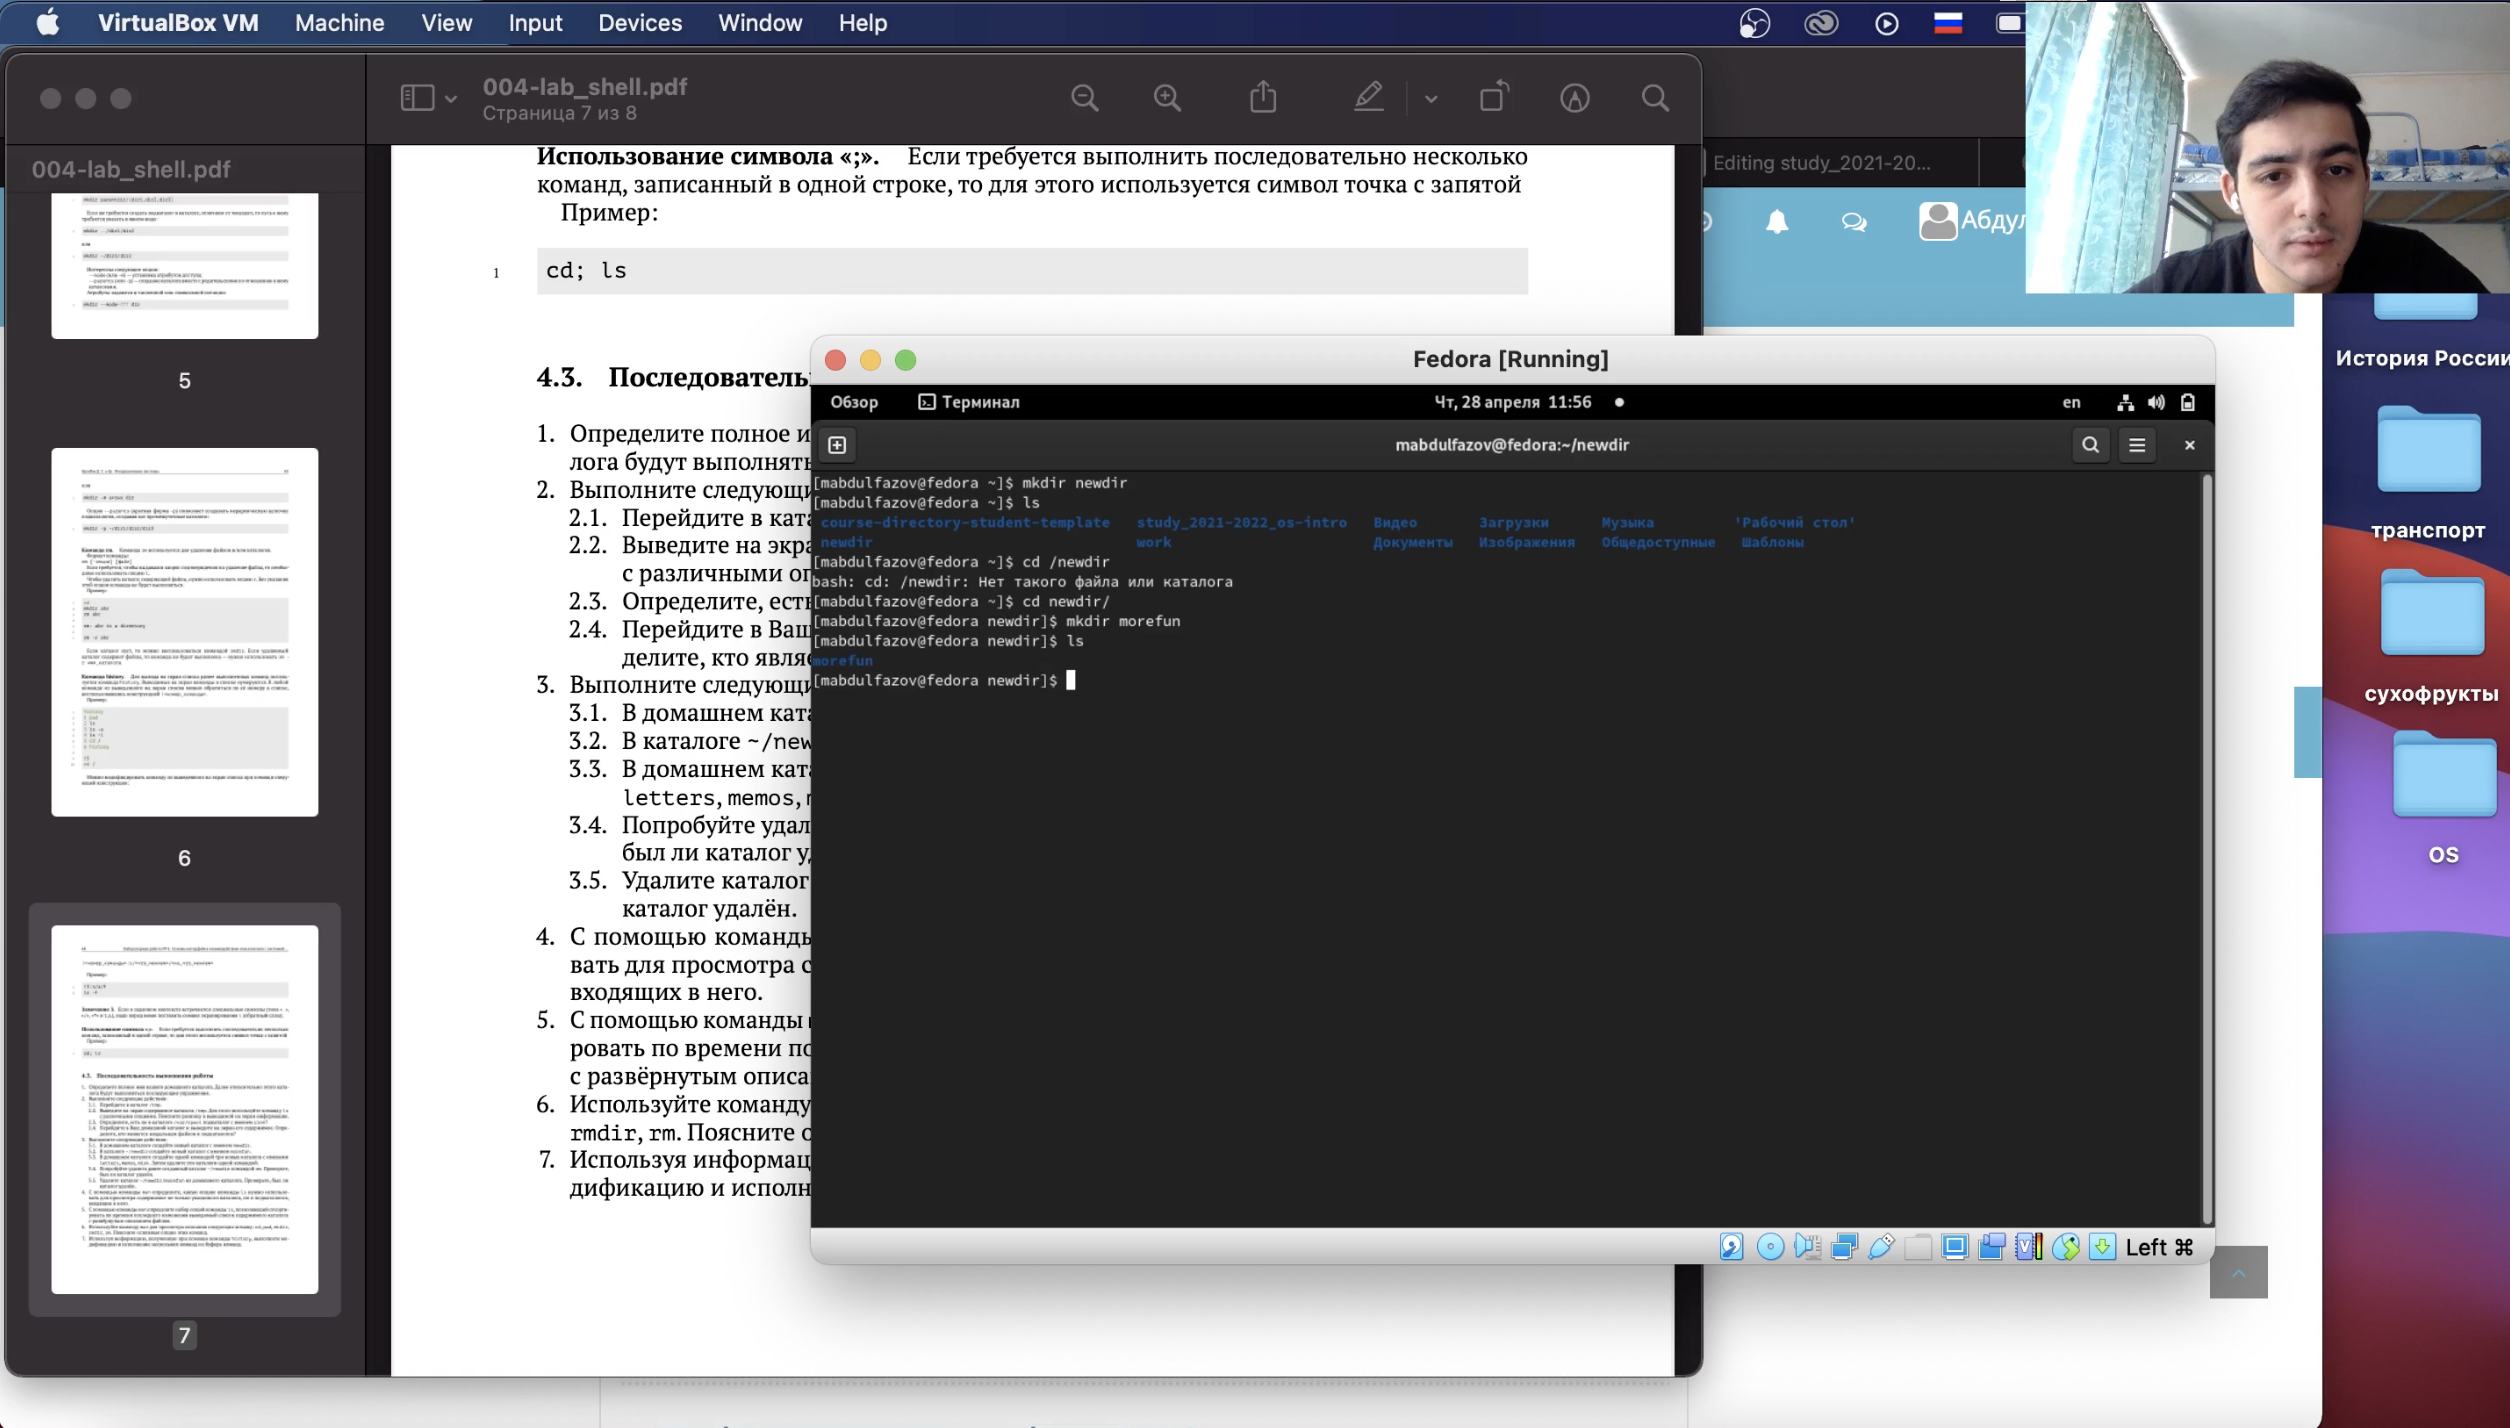 VirtualBox VM Machine View Input Devices Window Help
004-lab_shell.pdf
Страница 7 из 8
004-lab_shell.pdf
5
6
7
Использование символа «;». Если требуется выполнить последовательно несколько
команд, записанный в одной строке, то для этого используется символ точка с запятой
Пример:
1 cd; ls
4.3. Последователь
1. Определите полное и
лога будут выполнять
2. Выполните следующи
2.1. Перейдите в ката
2.2. Выведите на экра
с различными оп
2.3. Определите, есть
2.4. Перейдите в Ваш
делите, кто явля
3. Выполните следующи
3.1. В домашнем ката
3.2. В каталоге ~/new
3.3. В домашнем ката
letters, memos,
3.4. Попробуйте удал
был ли каталог у
3.5. Удалите каталог
каталог удалён.
4. С помощью команды
вать для просмотра с
входящих в него.
5. С помощью команды
ровать по времени по
с развёрнутым описа
6. Используйте команду
rmdir, rm. Поясните о
7. Используя информац
дификацию и исполн
Editing study_2021-20...
Абдул
Fedora [Running]
Обзор Терминал Чт, 28 апреля 11:56 en
mabdulfazov@fedora:~/newdir
[mabdulfazov@fedora ~]$ mkdir newdir
[mabdulfazov@fedora ~]$ ls
course-directory-student-template study_2021-2022_os-intro Видео Загрузки Музыка 'Рабочий стол'
newdir work Документы Изображения Общедоступные Шаблоны
[mabdulfazov@fedora ~]$ cd /newdir
bash: cd: /newdir: Нет такого файла или каталога
[mabdulfazov@fedora ~]$ cd newdir/
[mabdulfazov@fedora newdir]$ mkdir morefun
[mabdulfazov@fedora newdir]$ ls
morefun
[mabdulfazov@fedora newdir]$
Left ⌘
История России
транспорт
сухофрукты
OS